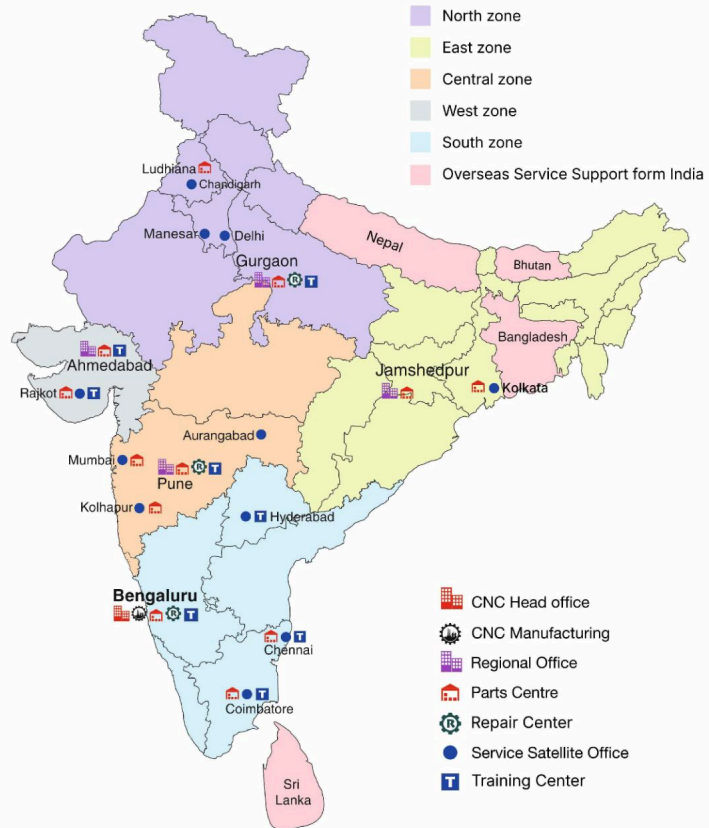 North zone
East zone
Central zone
West zone
South zone
Overseas Service Support form India
Ludhiana
Chandigarh
Manesar
Delhi
Gurgaon
R
T
Nepal
Bhutan
Bangladesh
T
Ahmedabad
Rajkot
T
Jamshedpur
Kolkata
Aurangabad
Mumbai
R
T
Pune
Kolhapur
T
Hyderabad
Bengaluru
R
T
T
Chennai
T
Coimbatore
Sri
Lanka
CNC Head office
CNC Manufacturing
Regional Office
Parts Centre
R
Repair Center
Service Satellite Office
T
Training Center